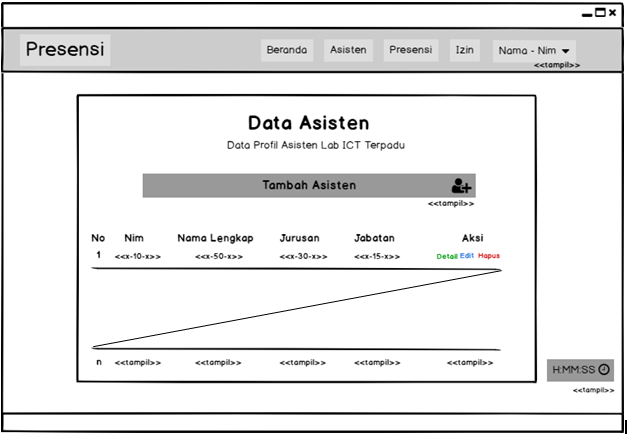 Presensi
Beranda Asisten Presensi Izin Nama - Nim
<<tampil>>
Data Asisten
Data Profil Asisten Lab ICT Terpadu
Tambah Asisten
<<tampil>>
No Nim Nama Lengkap Jurusan Jabatan Aksi
1 <<x-10-x>> <<x-50-x>> <<x-30-x>> <<x-15-x>> Detail Edit Hapus
n <<tampil>> <<tampil>> <<tampil>> <<tampil>> <<tampil>>
H:MM:SS
<<tampil>>